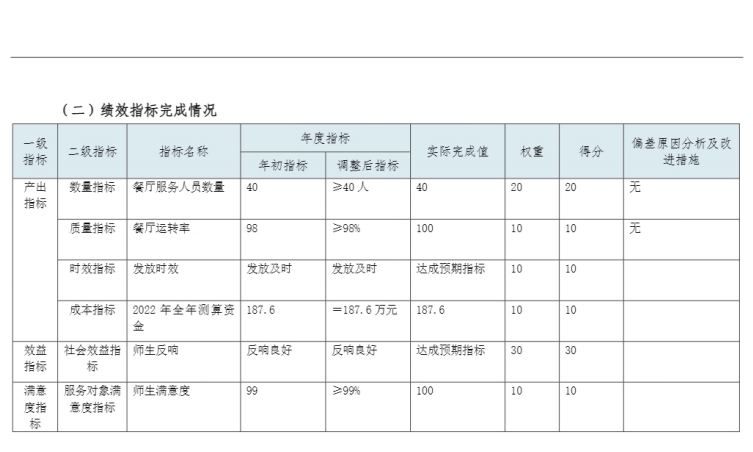 （二）绩效指标完成情况
一级指标 二级指标 指标名称 年度指标 实际完成值 权重 得分 偏差原因分析及改进措施
年初指标 调整后指标
产出指标 数量指标 餐厅服务人员数量 40 ≥40 人 40 20 20 无
质量指标 餐厅运转率 98 ≥98% 100 10 10 无
时效指标 发放时效 发放及时 发放及时 达成预期指标 10 10
成本指标 2022 年全年测算资金 187.6 ＝187.6 万元 187.6 10 10
效益指标 社会效益指标 师生反响 反响良好 反响良好 达成预期指标 30 30
满意度指标 服务对象满意度指标 师生满意度 99 ≥99% 100 10 10